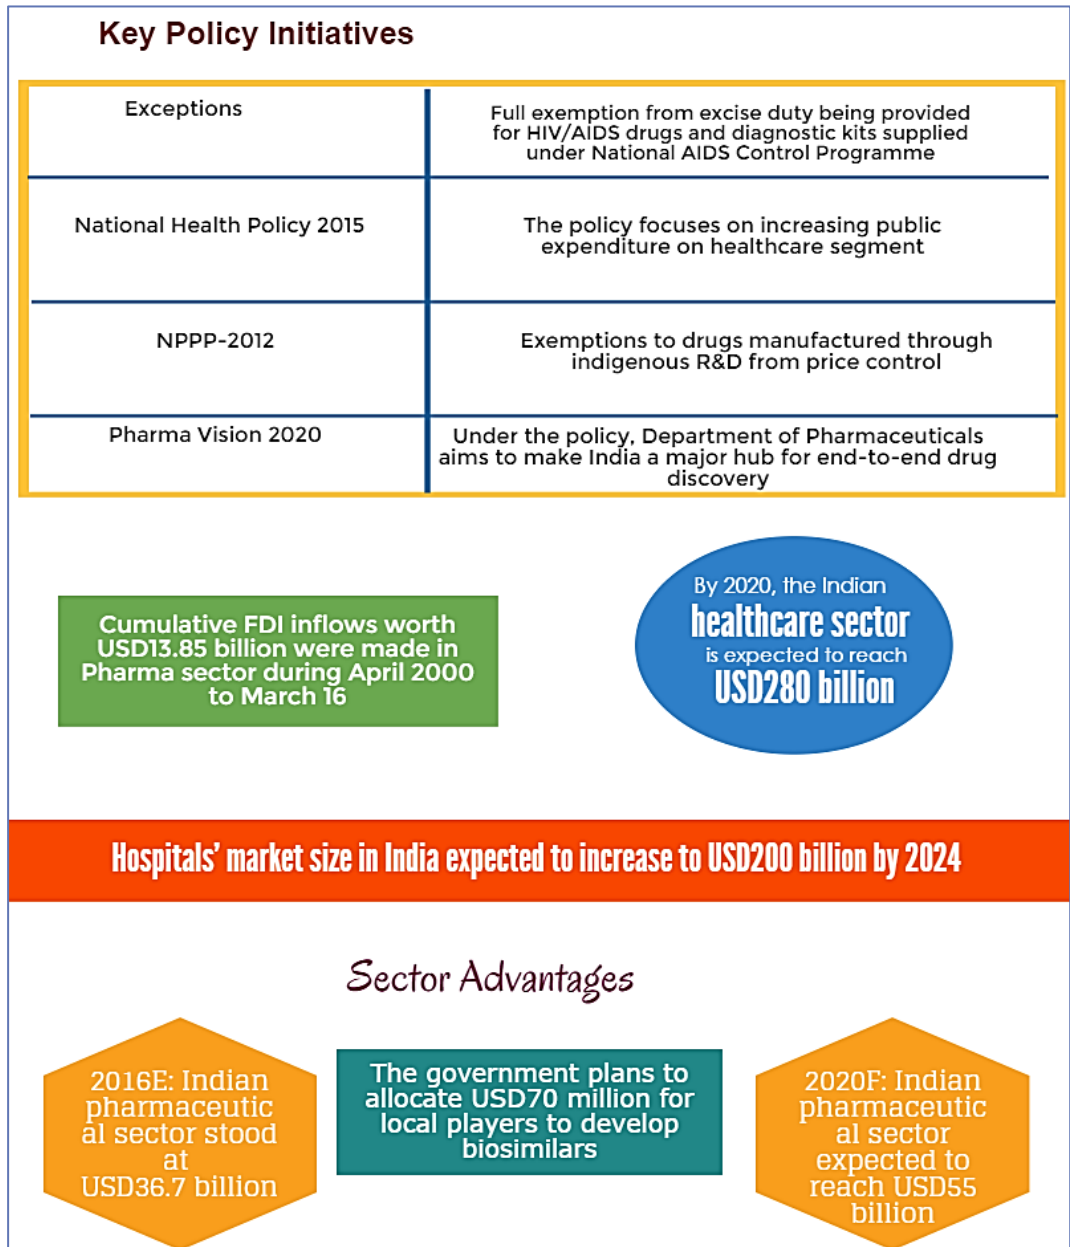 Key Policy Initiatives
Exceptions
Full exemption from excise duty being provided
for HIV/AIDS drugs and diagnostic kits supplied
under National AIDS Control Programme
National Health Policy 2015
The policy focuses on increasing public
expenditure on healthcare segment
NPPP-2012
Exemptions to drugs manufactured through
indigenous R&D from price control
Pharma Vision 2020
Under the policy, Department of Pharmaceuticals
aims to make India a major hub for end-to-end drug
discovery
Cumulative FDI inflows worth
USD13.85 billion were made in
Pharma sector during April 2000
to March 16
By 2020, the Indian
healthcare sector
is expected to reach
USD280 billion
Hospitals' market size in India expected to increase to USD200 billion by 2024
Sector Advantages
2016E: Indian
pharmaceutic
al sector stood
at
USD36.7 billion
The government plans to
allocate USD70 million for
local players to develop
biosimilars
2020F: Indian
pharmaceutic
al sector
expected to
reach USD55
billion